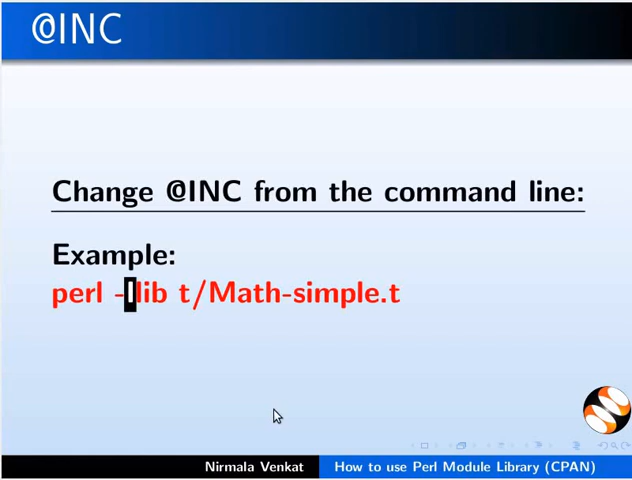 @INC
Change @INC from the command line:
Example:
perl -Ilib t/Math-simple.t
Nirmala Venkat
How to use Perl Module Library (CPAN)